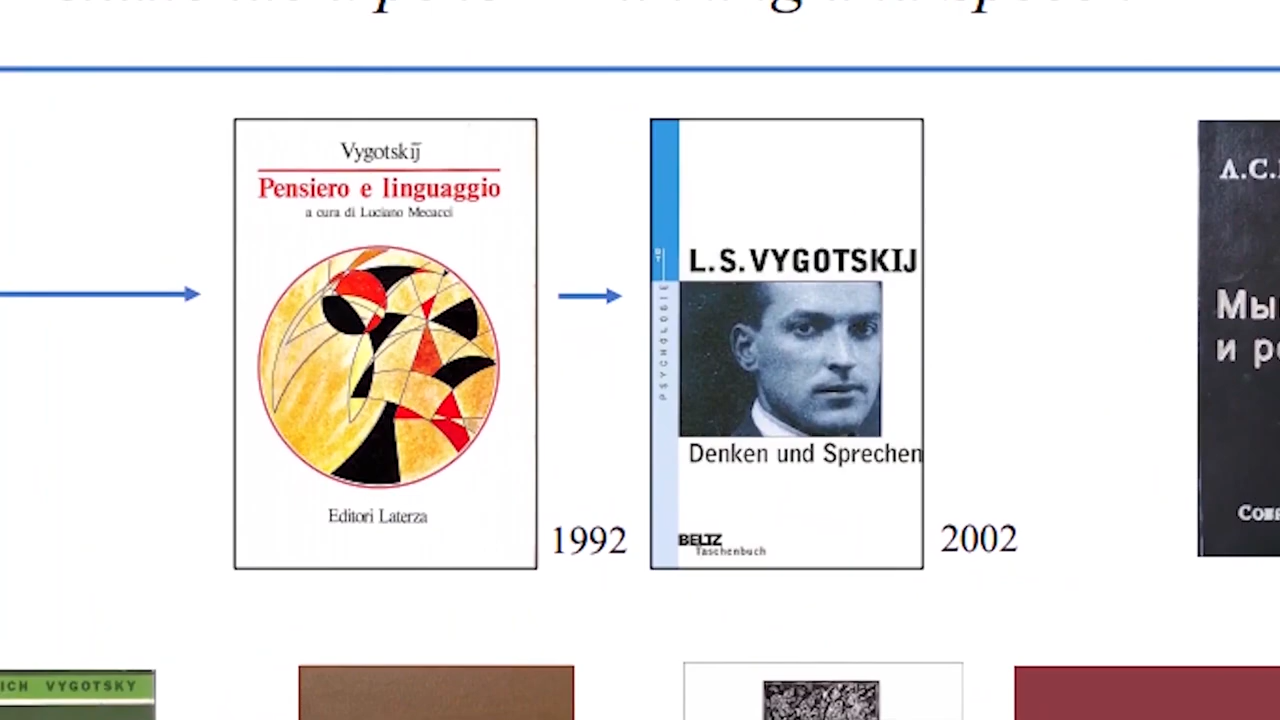 Vygotskij
Pensiero e linguaggio
a cura di Luciano Mecacci
Editori Laterza
1992
L.S. VYGOTSKIJ
PSYCHOLOGIE
Denken und Sprechen
BELTZ
Taschenbuch
2002
Л.С.
Мы
и р
VYGOTSKY